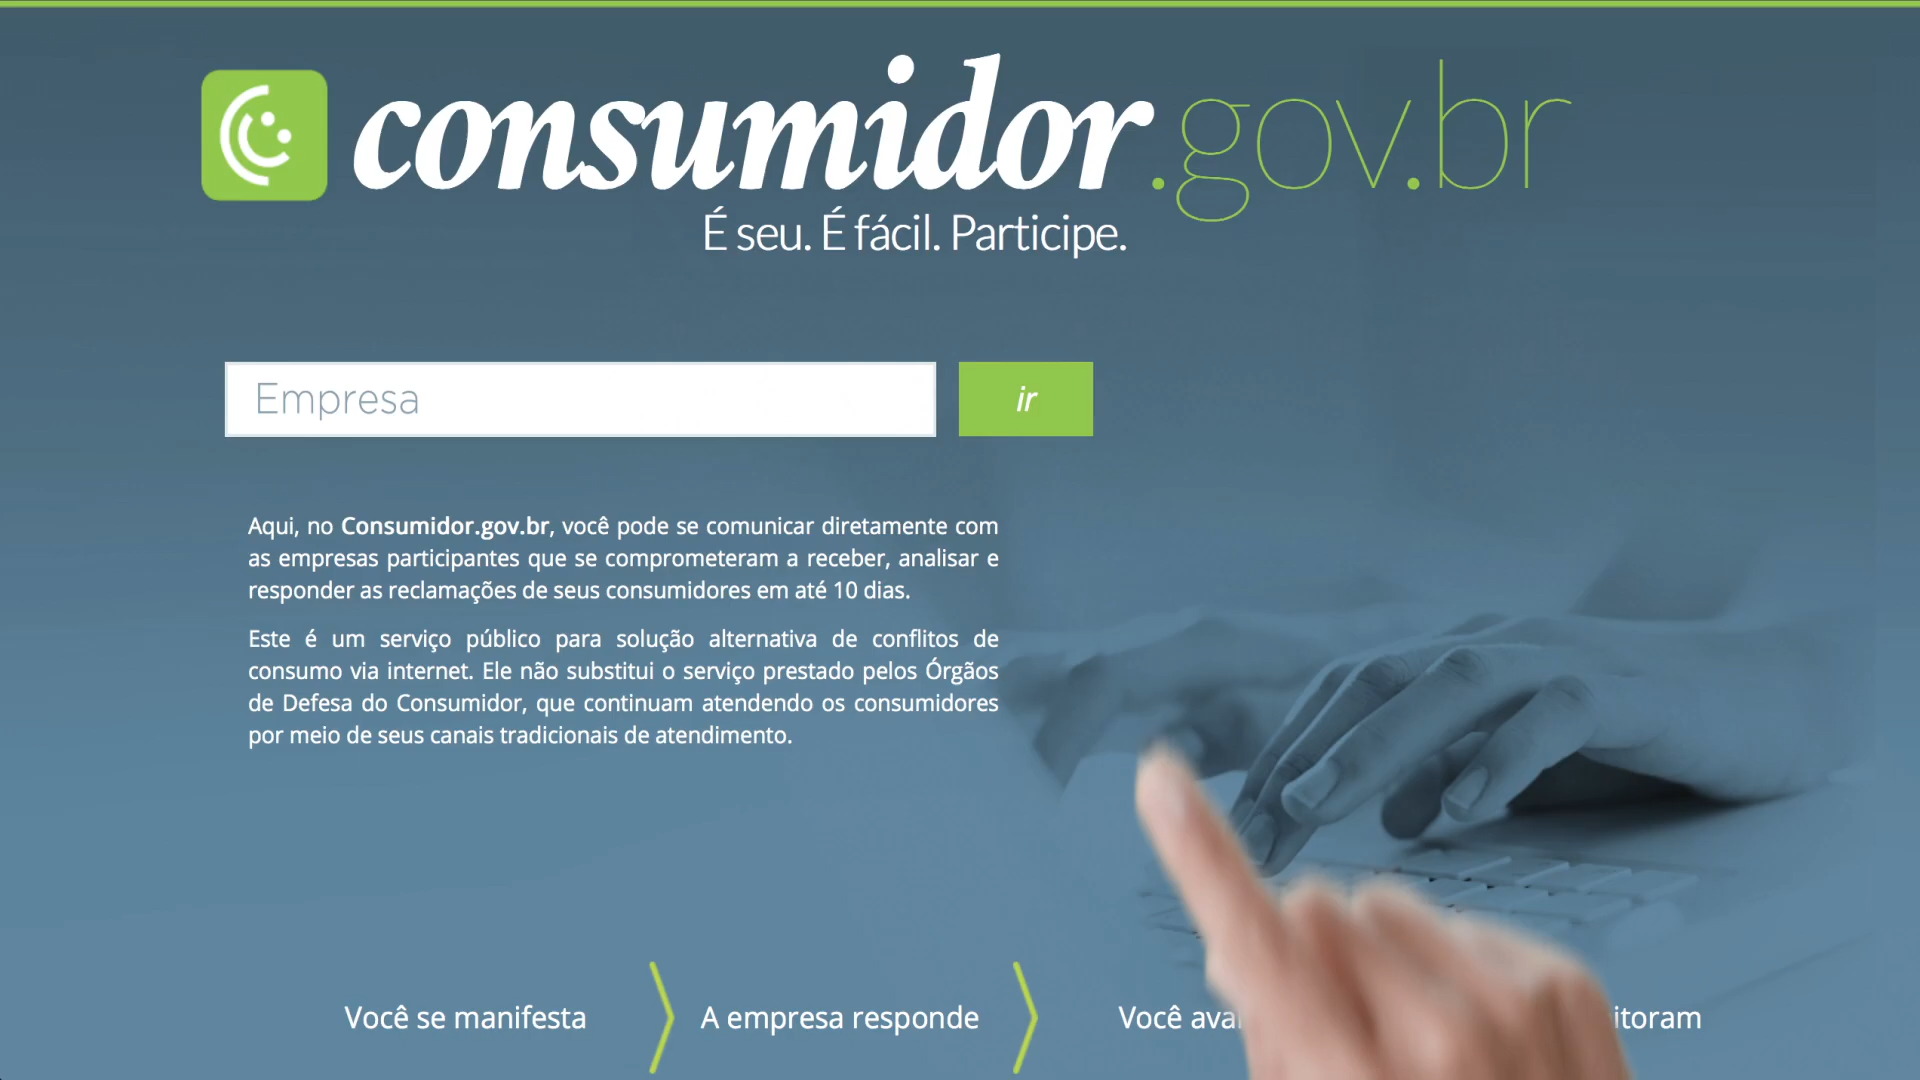 consumidor.gov.br
É seu. É fácil. Participe.
Empresa
ir
Aqui, no Consumidor.gov.br, você pode se comunicar diretamente com
as empresas participantes que se comprometeram a receber, analisar e
responder as reclamações de seus consumidores em até 10 dias.
Este é um serviço público para solução alternativa de conflitos de
consumo via internet. Ele não substitui o serviço prestado pelos Órgãos
de Defesa do Consumidor, que continuam atendendo os consumidores
por meio de seus canais tradicionais de atendimento.
Você se manifesta
A empresa responde
Você